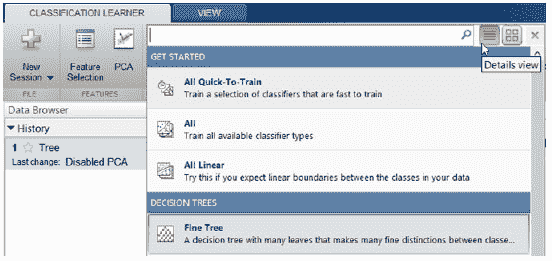 CLASSIFICATION LEARNER
VIEW
New
Session
Feature
Selection
PCA
FILE
FEATURES
Data Browser
History
1 Tree
Last change: Disabled PCA
Details view
GET STARTED
All Quick-To-Train
Train a selection of classifiers that are fast to train
All
Train all available classifier types
All Linear
Try this if you expect linear boundaries between the classes in your data
DECISION TREES
Fine Tree
A decision tree with many leaves that makes many fine distinctions between classe...